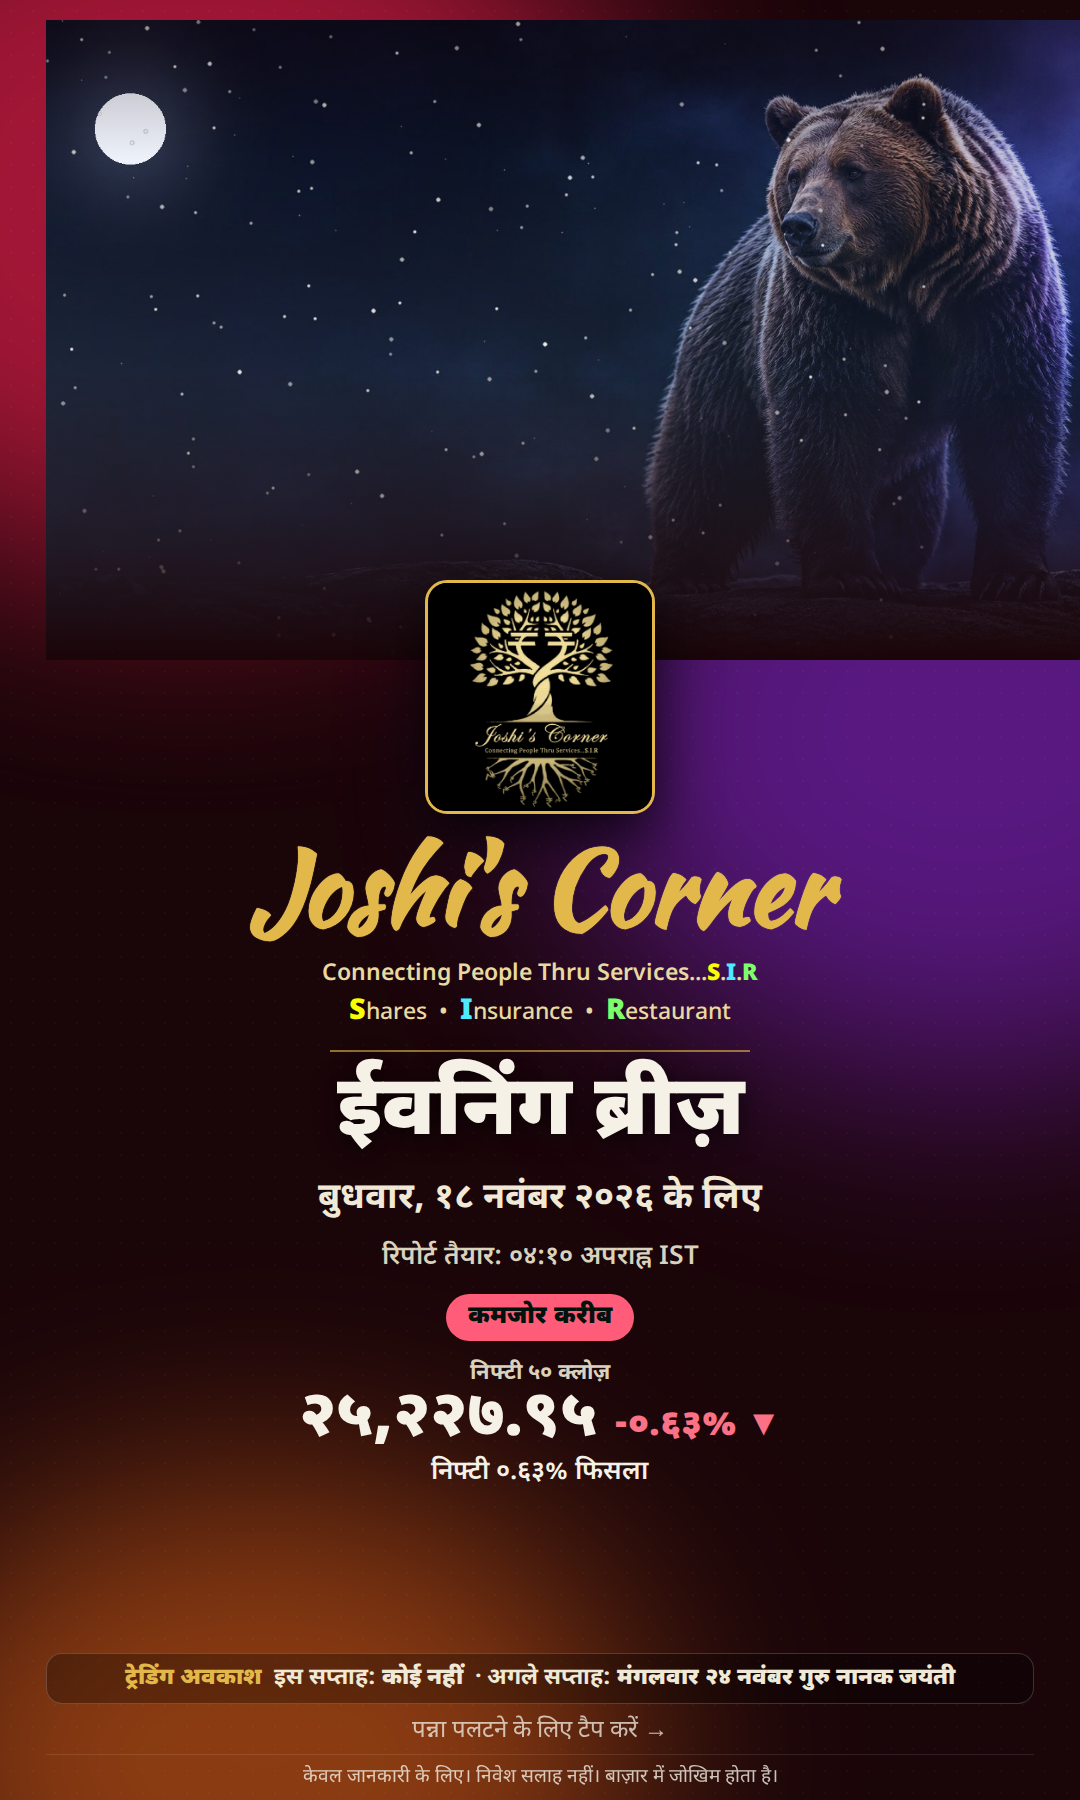 Joshi's Corner
Connecting People Thru Services...S.I.R
Joshi's Corner
Connecting People Thru Services...S.I.R
Shares • Insurance • Restaurant
ईवनिंग ब्रीज़
बुधवार, १८ नवंबर २०२६ के लिए
रिपोर्ट तैयार: ०४:१० अपराह्न IST
कमजोर करीब
निफ्टी ५० क्लोज़
२५,२२७.९५ -०.६३% ▼
निफ्टी ०.६३% फिसला
ट्रेडिंग अवकाश इस सप्ताह: कोई नहीं · अगले सप्ताह: मंगलवार २४ नवंबर गुरु नानक जयंती
पन्ना पलटने के लिए टैप करें →
केवल जानकारी के लिए। निवेश सलाह नहीं। बाज़ार में जोखिम होता है।